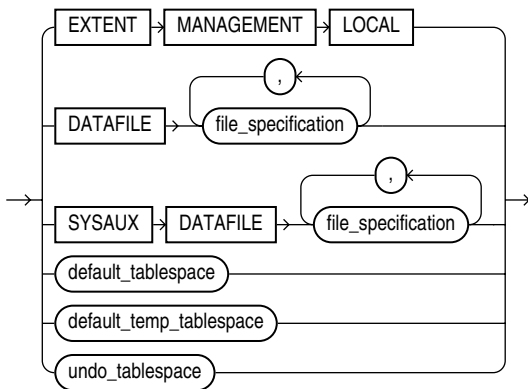 EXTENT MANAGEMENT LOCAL
,
DATAFILE file_specification
,
SYSAUX DATAFILE file_specification
default_tablespace
default_temp_tablespace
undo_tablespace